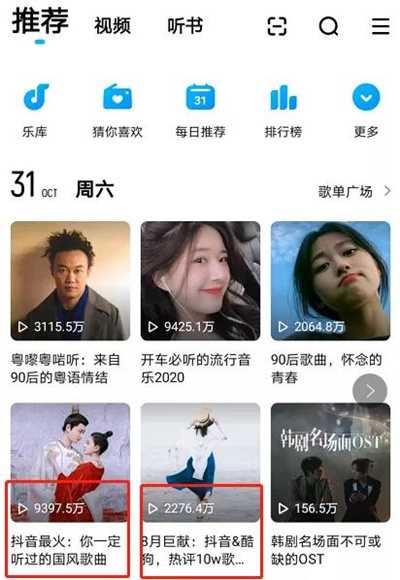 推荐 视频 听书
31
乐库 猜你喜欢 每日推荐 排行榜 更多
31 OCT 周六 歌单广场
3115.5万 9425.1万 2064.8万
粤嚟粤啱听：来自
90后的粤语情结
开车必听的流行音
乐2020
90后歌曲，怀念的
青春
韩剧名场面OST
9397.5万 2276.4万 156.5万
抖音最火：你一定
听过的国风歌曲
8月巨献：抖音&酷
狗，热评10w歌...
韩剧名场面不可或
缺的OST